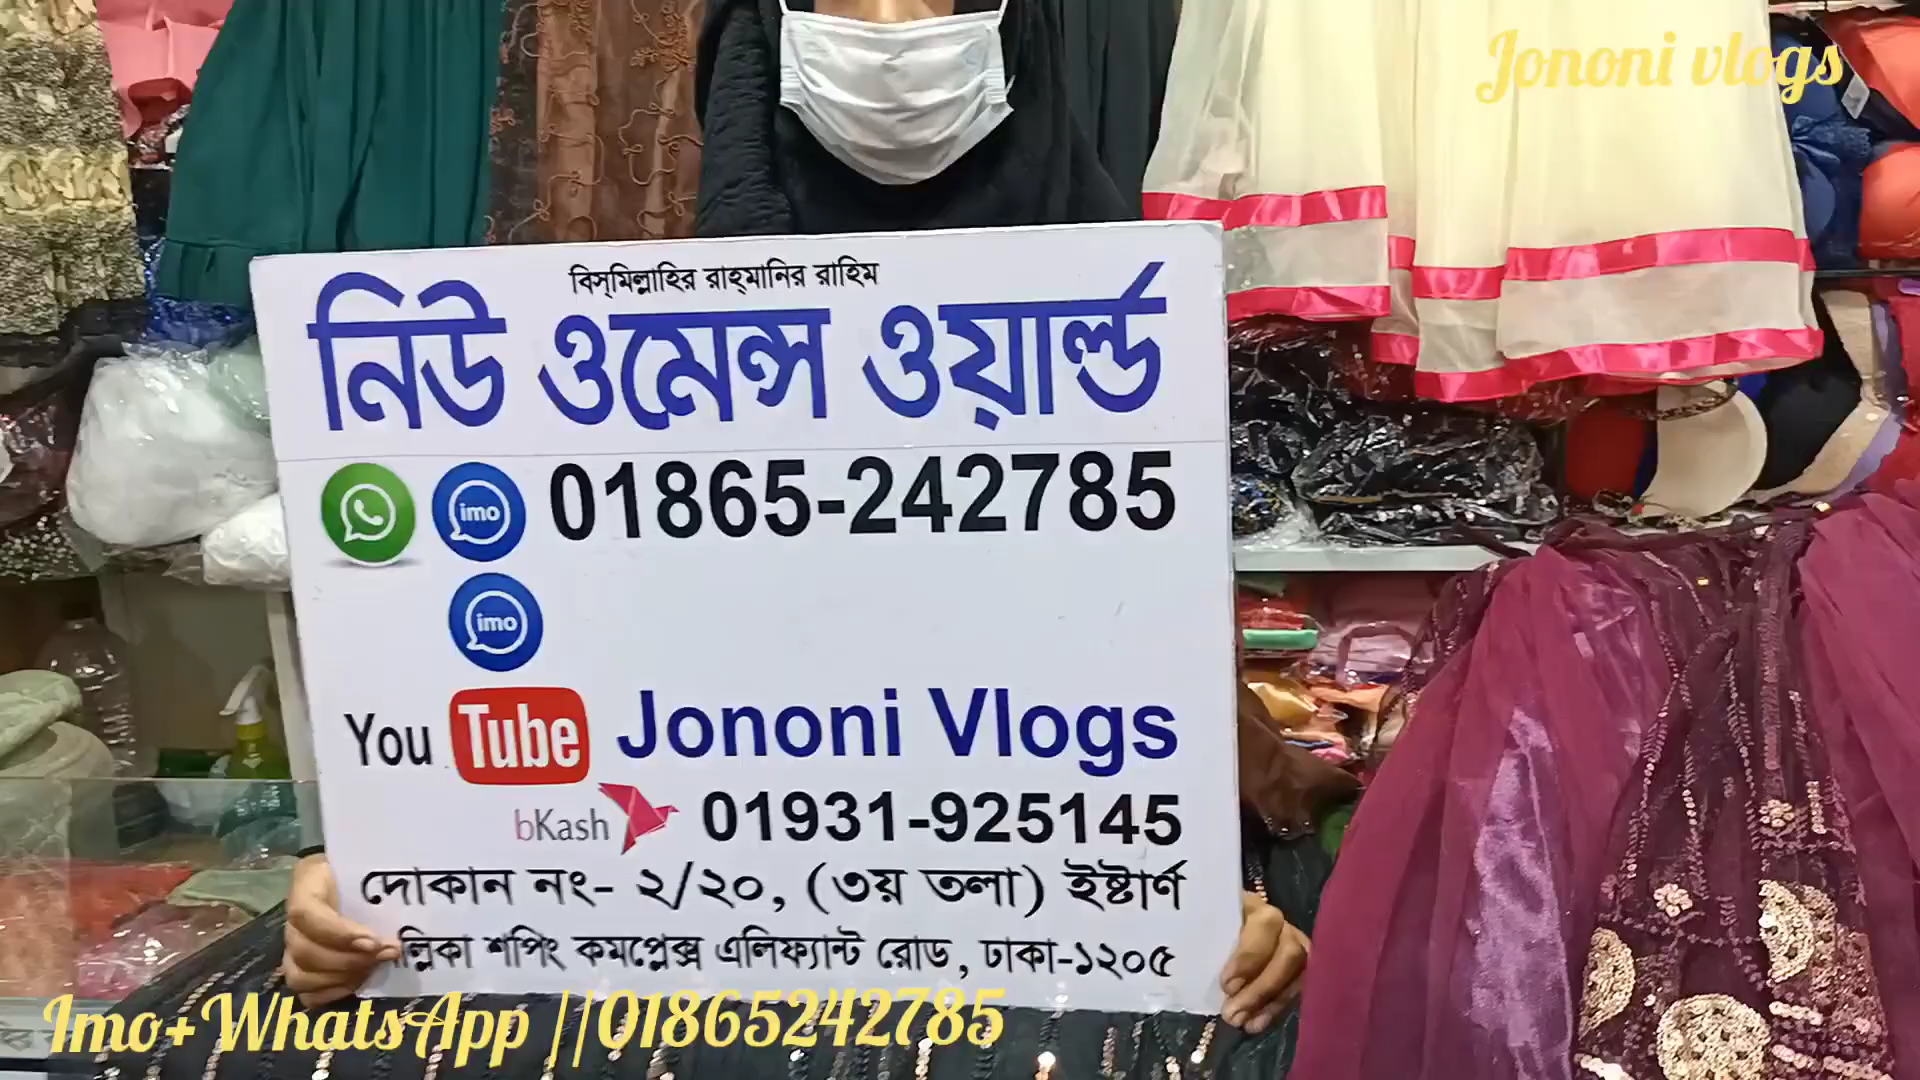 Jononi vlogs
বিস্‌মিল্লাহির রাহ্‌মানির রাহিম
নিউ ওমেন্স ওয়ার্ল্ড
imo 01865-242785
imo
You Tube Jononi Vlogs
bKash 01931-925145
দোকান নং- ২/২০, (৩য় তলা) ইষ্টার্ণ
ল্লিকা শপিং কমপ্লেক্স এলিফ্যান্ট রোড, ঢাকা-১২০৫
Imo+WhatsApp //01865242785